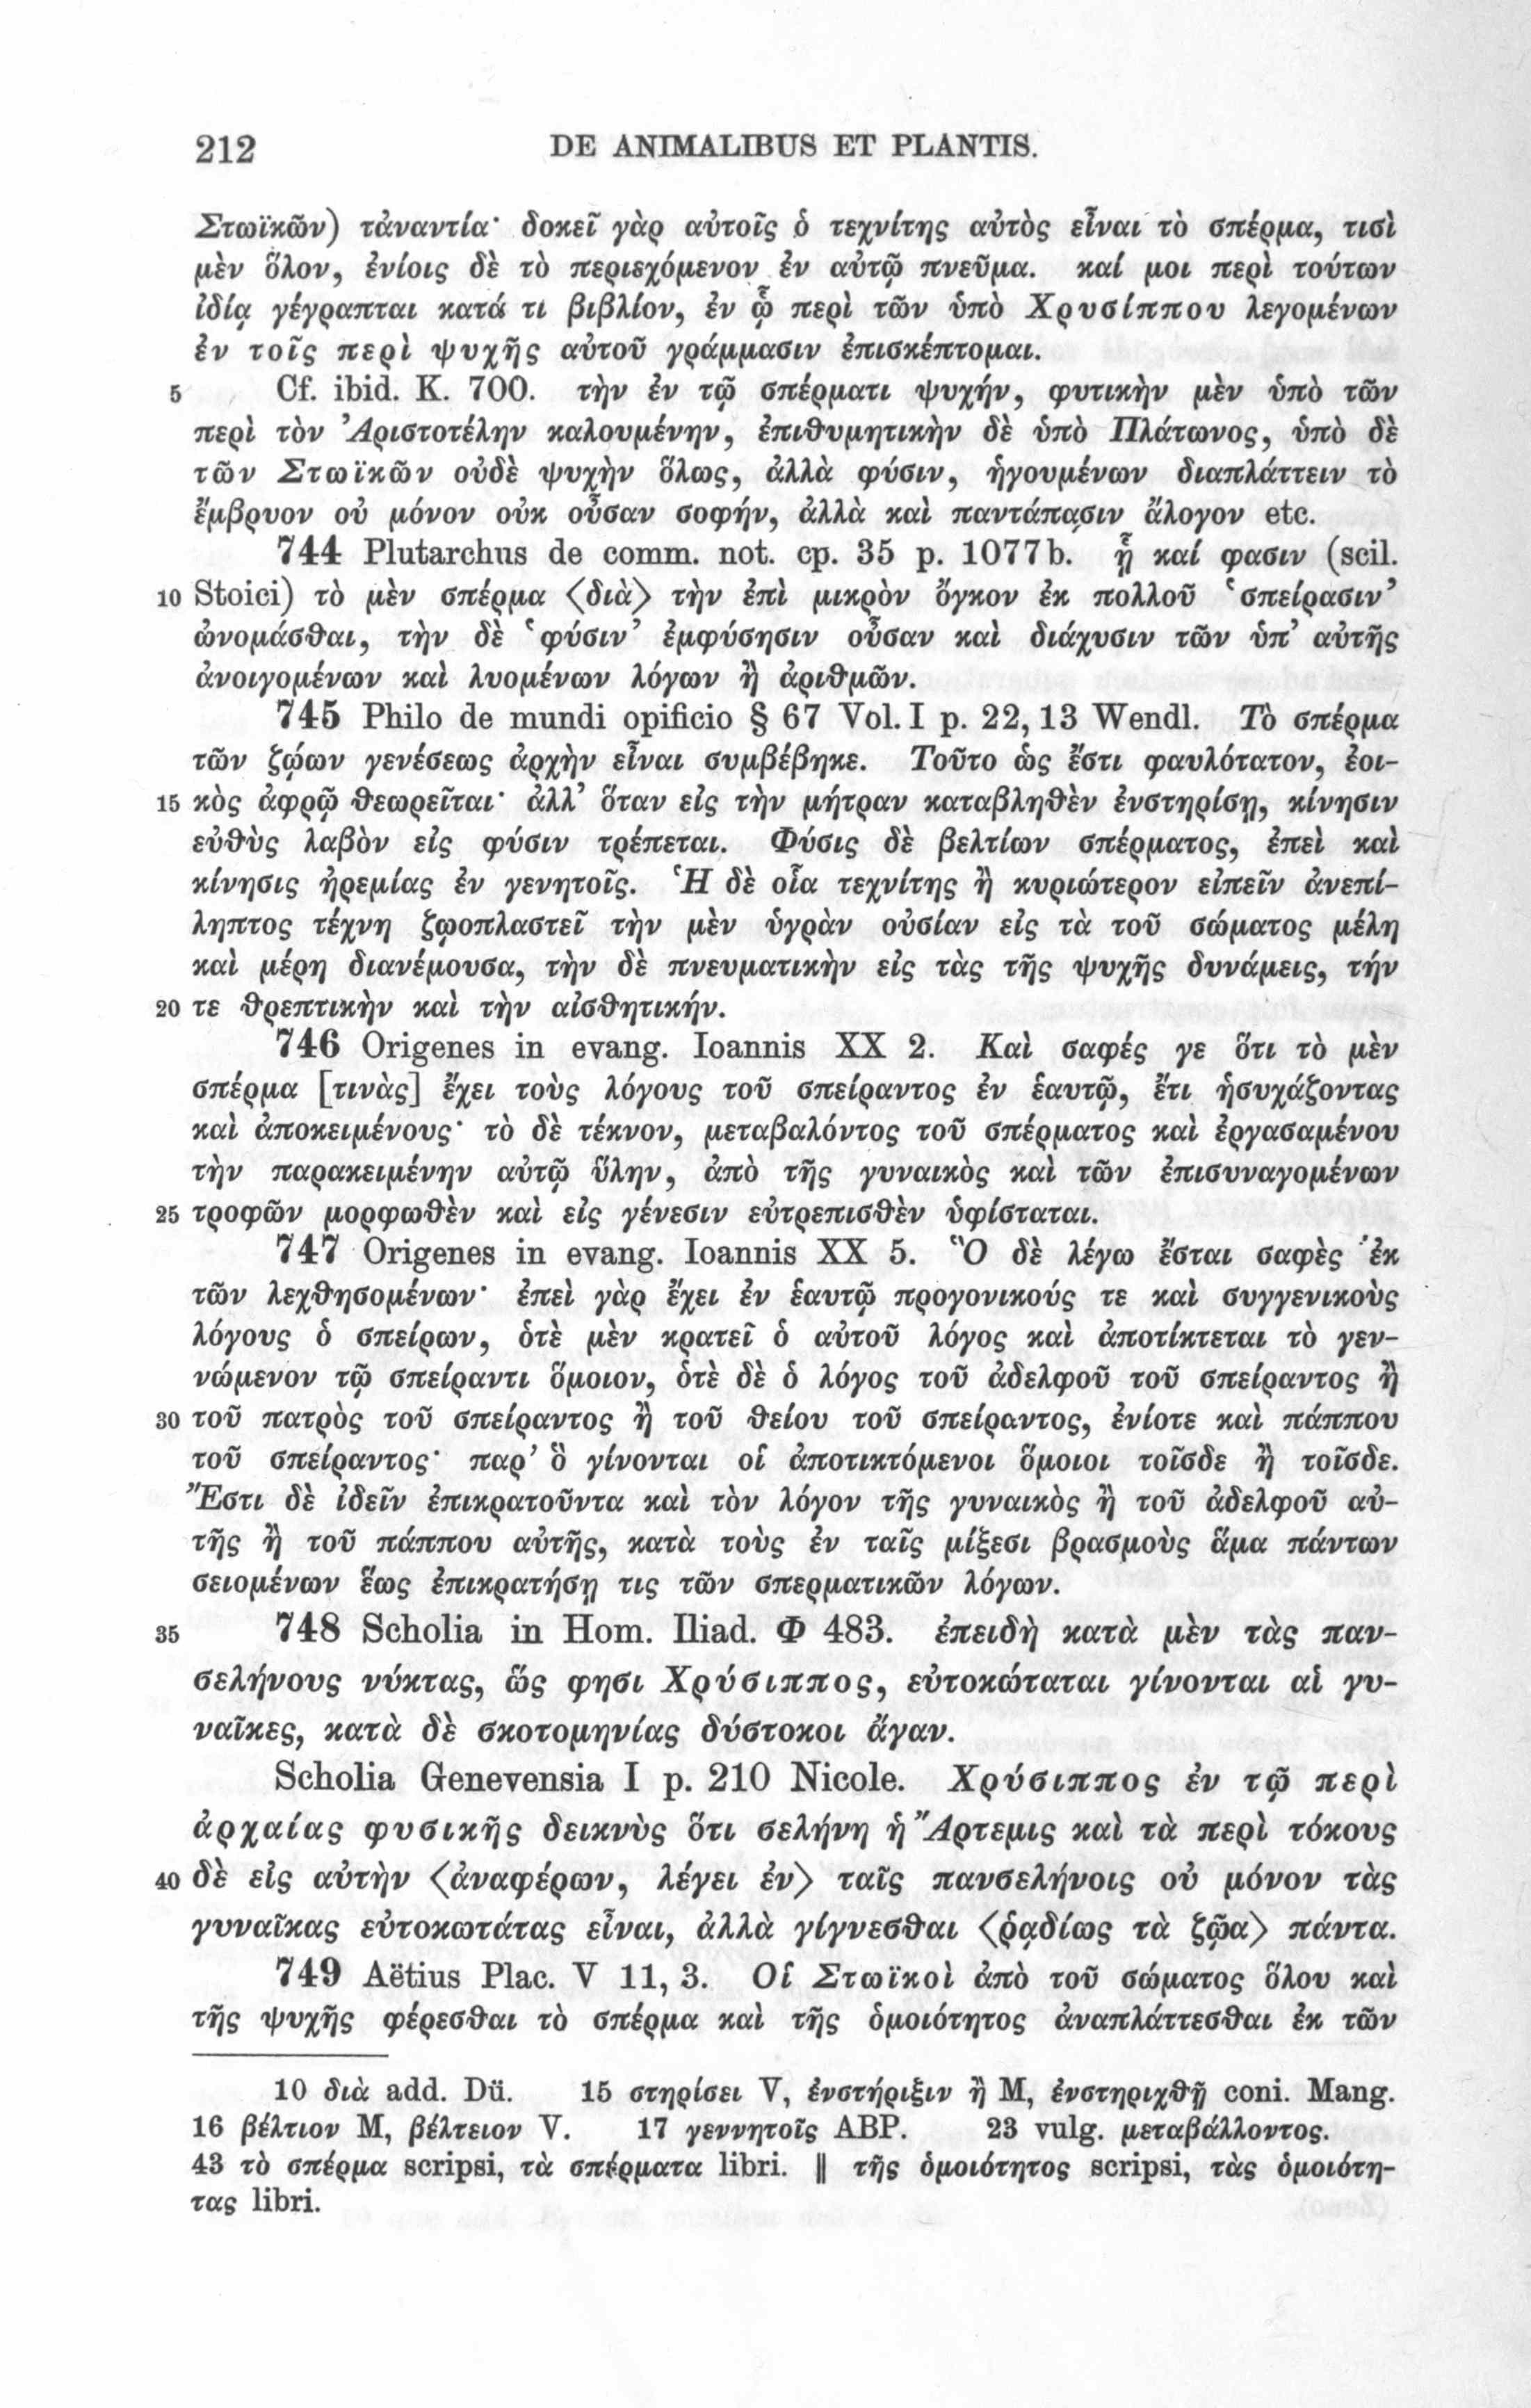 212 DE ANIMALIBUS ET PLANTIS.
Στωϊκῶν) τἀναντία· δοκεῖ γὰρ αὐτοῖς ὁ τεχνίτης αὐτὸς εἶναι τὸ σπέρμα, τισὶ
μὲν ὅλον, ἐνίοις δὲ τὸ περιεχόμενον ἐν αὐτῷ πνεῦμα. καί μοι περὶ τούτων
ἰδίᾳ γέγραπται κατά τι βιβλίον, ἐν ᾧ περὶ τῶν ὑπὸ Χρυσίππου λεγομένων
ἐν τοῖς περὶ ψυχῆς αὐτοῦ γράμμασιν ἐπισκέπτομαι.
5 Cf. ibid. K. 700. τὴν ἐν τῷ σπέρματι ψυχήν, φυτικὴν μὲν ὑπὸ τῶν
περὶ τὸν Ἀριστοτέλην καλουμένην, ἐπιθυμητικὴν δὲ ὑπὸ Πλάτωνος, ὑπὸ δὲ
τῶν Στωϊκῶν οὐδὲ ψυχὴν ὅλως, ἀλλὰ φύσιν, ἡγουμένων διαπλάττειν τὸ
ἔμβρυον οὐ μόνον οὐκ οὖσαν σοφήν, ἀλλὰ καὶ παντάπασιν ἄλογον etc.
744 Plutarchus de comm. not. cp. 35 p. 1077b. ᾗ καί φασιν (scil.
10 Stoici) τὸ μὲν σπέρμα <διὰ> τὴν ἐπὶ μικρὸν ὄγκον ἐκ πολλοῦ ‘σπείρασιν’
ὠνομάσθαι, τὴν δὲ ‘φύσιν’ ἐμφύσησιν οὖσαν καὶ διάχυσιν τῶν ὑπ’ αὐτῆς
ἀνοιγομένων καὶ λυομένων λόγων ἢ ἀριθμῶν.
745 Philo de mundi opificio § 67 Vol. I p. 22, 13 Wendl. Τὸ σπέρμα
τῶν ζῴων γενέσεως ἀρχὴν εἶναι συμβέβηκε. Τοῦτο ὡς ἔστι φαυλότατον, ἐοι-
15 κὸς ἀφρῷ θεωρεῖται· ἀλλ’ ὅταν εἰς τὴν μήτραν καταβληθὲν ἐνστηρίσῃ, κίνησιν
εὐθὺς λαβὸν εἰς φύσιν τρέπεται. Φύσις δὲ βελτίων σπέρματος, ἐπεὶ καὶ
κίνησις ἠρεμίας ἐν γενητοῖς. Ἡ δὲ οἷα τεχνίτης ἢ κυριώτερον εἰπεῖν ἀνεπί-
ληπτος τέχνη ζῳοπλαστεῖ τὴν μὲν ὑγρὰν οὐσίαν εἰς τὰ τοῦ σώματος μέλη
καὶ μέρη διανέμουσα, τὴν δὲ πνευματικὴν εἰς τὰς τῆς ψυχῆς δυνάμεις, τήν
20 τε θρεπτικὴν καὶ τὴν αἰσθητικήν.
746 Origenes in evang. Ioannis XX 2. Καὶ σαφές γε ὅτι τὸ μὲν
σπέρμα [τινὰς] ἔχει τοὺς λόγους τοῦ σπείραντος ἐν ἑαυτῷ, ἔτι ἡσυχάζοντας
καὶ ἀποκειμένους· τὸ δὲ τέκνον, μεταβαλόντος τοῦ σπέρματος καὶ ἐργασαμένου
τὴν παρακειμένην αὐτῷ ὕλην, ἀπὸ τῆς γυναικὸς καὶ τῶν ἐπισυναγομένων
25 τροφῶν μορφωθὲν καὶ εἰς γένεσιν εὐτρεπισθὲν ὑφίσταται.
747 Origenes in evang. Ioannis XX 5. Ὃ δὲ λέγω ἔσται σαφὲς ἐκ
τῶν λεχθησομένων· ἐπεὶ γὰρ ἔχει ἐν ἑαυτῷ προγονικούς τε καὶ συγγενικοὺς
λόγους ὁ σπείρων, ὁτὲ μὲν κρατεῖ ὁ αὐτοῦ λόγος καὶ ἀποτίκτεται τὸ γεν-
νώμενον τῷ σπείραντι ὅμοιον, ὁτὲ δὲ ὁ λόγος τοῦ ἀδελφοῦ τοῦ σπείραντος ἢ
30 τοῦ πατρὸς τοῦ σπείραντος ἢ τοῦ θείου τοῦ σπείραντος, ἐνίοτε καὶ πάππου
τοῦ σπείραντος· παρ’ ὃ γίνονται οἱ ἀποτικτόμενοι ὅμοιοι τοῖσδε ἢ τοῖσδε.
Ἔστι δὲ ἰδεῖν ἐπικρατοῦντα καὶ τὸν λόγον τῆς γυναικὸς ἢ τοῦ ἀδελφοῦ αὐ-
τῆς ἢ τοῦ πάππου αὐτῆς, κατὰ τοὺς ἐν ταῖς μίξεσι βρασμοὺς ἅμα πάντων
σειομένων ἕως ἐπικρατήσῃ τις τῶν σπερματικῶν λόγων.
35 748 Scholia in Hom. Iliad. Φ 483. ἐπειδὴ κατὰ μὲν τὰς παν-
σελήνους νύκτας, ὥς φησι Χρύσιππος, εὐτοκώταται γίνονται αἱ γυ-
ναῖκες, κατὰ δὲ σκοτομηνίας δύστοκοι ἄγαν.
Scholia Genevensia I p. 210 Nicole. Χρύσιππος ἐν τῷ περὶ
ἀρχαίας φυσικῆς δεικνὺς ὅτι σελήνη ἡ Ἄρτεμις καὶ τὰ περὶ τόκους
40 δὲ εἰς αὐτὴν <ἀναφέρων, λέγει ἐν> ταῖς πανσελήνοις οὐ μόνον τὰς
γυναῖκας εὐτοκωτάτας εἶναι, ἀλλὰ γίγνεσθαι <ῥᾳδίως τὰ ζῷα> πάντα.
749 Aëtius Plac. V 11, 3. Οἱ Στωϊκοὶ ἀπὸ τοῦ σώματος ὅλου καὶ
τῆς ψυχῆς φέρεσθαι τὸ σπέρμα καὶ τῆς ὁμοιότητος ἀναπλάττεσθαι ἐκ τῶν
10 διὰ add. Dü. 15 στηρίσει V, ἐνστήριξιν ἢ M, ἐνστηριχθῇ coni. Mang.
16 βέλτιον M, βέλτειον V. 17 γεννητοῖς ABP. 23 vulg. μεταβάλλοντος.
43 τὸ σπέρμα scripsi, τὰ σπέρματα libri. || τῆς ὁμοιότητος scripsi, τὰς ὁμοιότη-
τας libri.